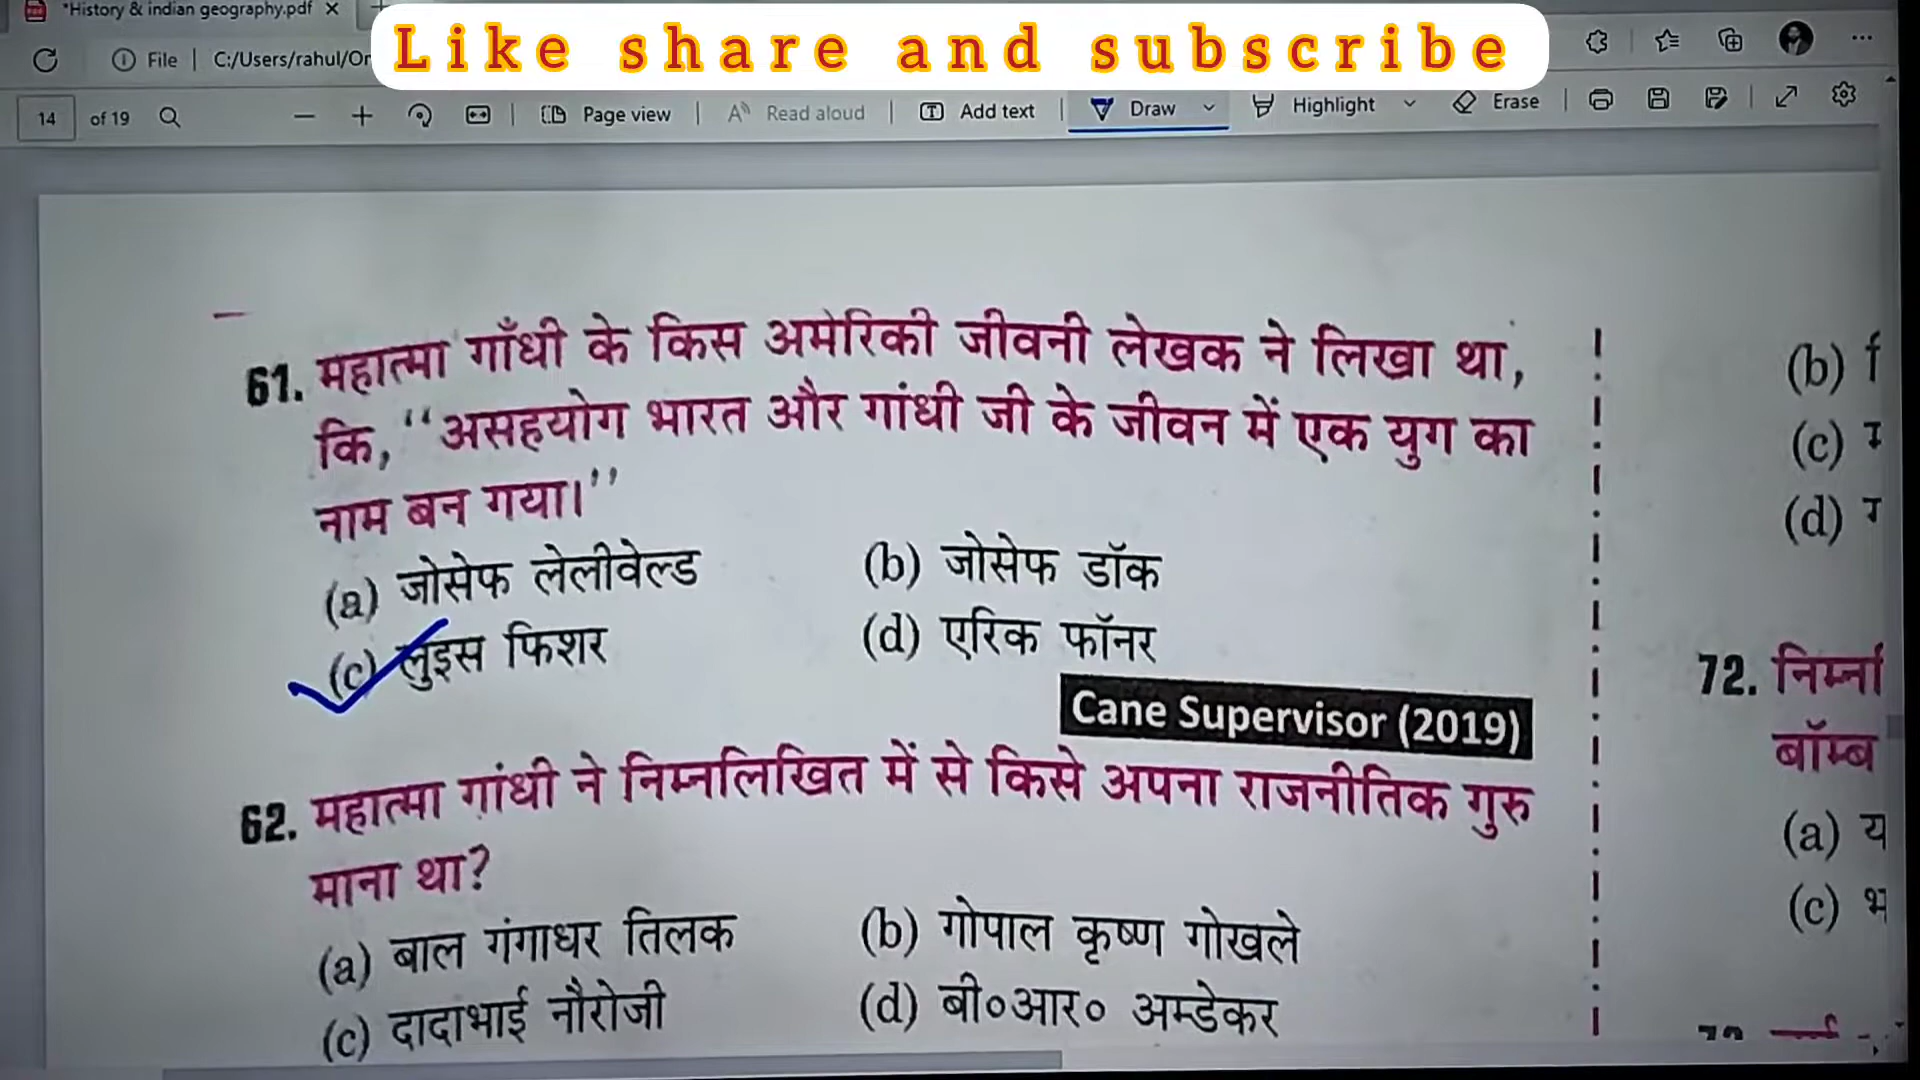 *History & indian geography.pdf
Like share and subscribe
File | C:/Users/rahul/Or
14 of 19
Page view
Read aloud
Add text
Draw
Highlight
Erase
61. महात्मा गाँधी के किस अमेरिकी जीवनी लेखक ने लिखा था,
कि, ‘‘असहयोग भारत और गांधी जी के जीवन में एक युग का
नाम बन गया।’’
(a) जोसेफ लेलीवेल्ड (b) जोसेफ डॉक
(c) लुइस फिशर (d) एरिक फॉनर
Cane Supervisor (2019)
62. महात्मा गांधी ने निम्नलिखित में से किसे अपना राजनीतिक गुरु
माना था?
(a) बाल गंगाधर तिलक (b) गोपाल कृष्ण गोखले
(c) दादाभाई नौरोजी (d) बी०आर० अम्डेकर
(b)
(c)
(d)
72.
बॉम्ब
(a)
(c)